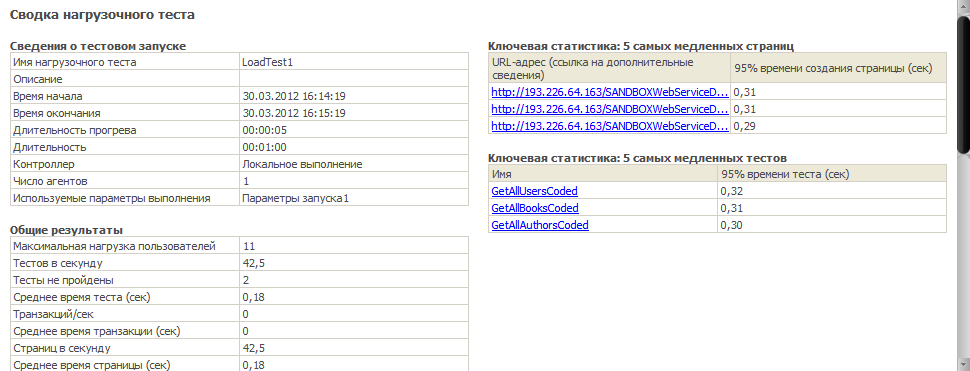 Сводка нагрузочного теста
Сведения о тестовом запуске
Имя нагрузочного теста LoadTest1
Описание
Время начала 30.03.2012 16:14:19
Время окончания 30.03.2012 16:15:19
Длительность прогрева 00:00:05
Длительность 00:01:00
Контроллер Локальное выполнение
Число агентов 1
Используемые параметры выполнения Параметры запуска1
Общие результаты
Максимальная нагрузка пользователей 11
Тестов в секунду 42,5
Тесты не пройдены 2
Среднее время теста (сек) 0,18
Транзакций/сек 0
Среднее время транзакции (сек) 0
Страниц в секунду 42,5
Среднее время страницы (сек) 0,18
Ключевая статистика: 5 самых медленных страниц
URL-адрес (ссылка на дополнительные
сведения) 95% времени создания страницы (сек)
http://193.226.64.163/SANDBOXWebServiceD... 0,31
http://193.226.64.163/SANDBOXWebServiceD... 0,31
http://193.226.64.163/SANDBOXWebServiceD... 0,29
Ключевая статистика: 5 самых медленных тестов
Имя 95% времени теста (сек)
GetAllUsersCoded 0,32
GetAllBooksCoded 0,31
GetAllAuthorsCoded 0,30